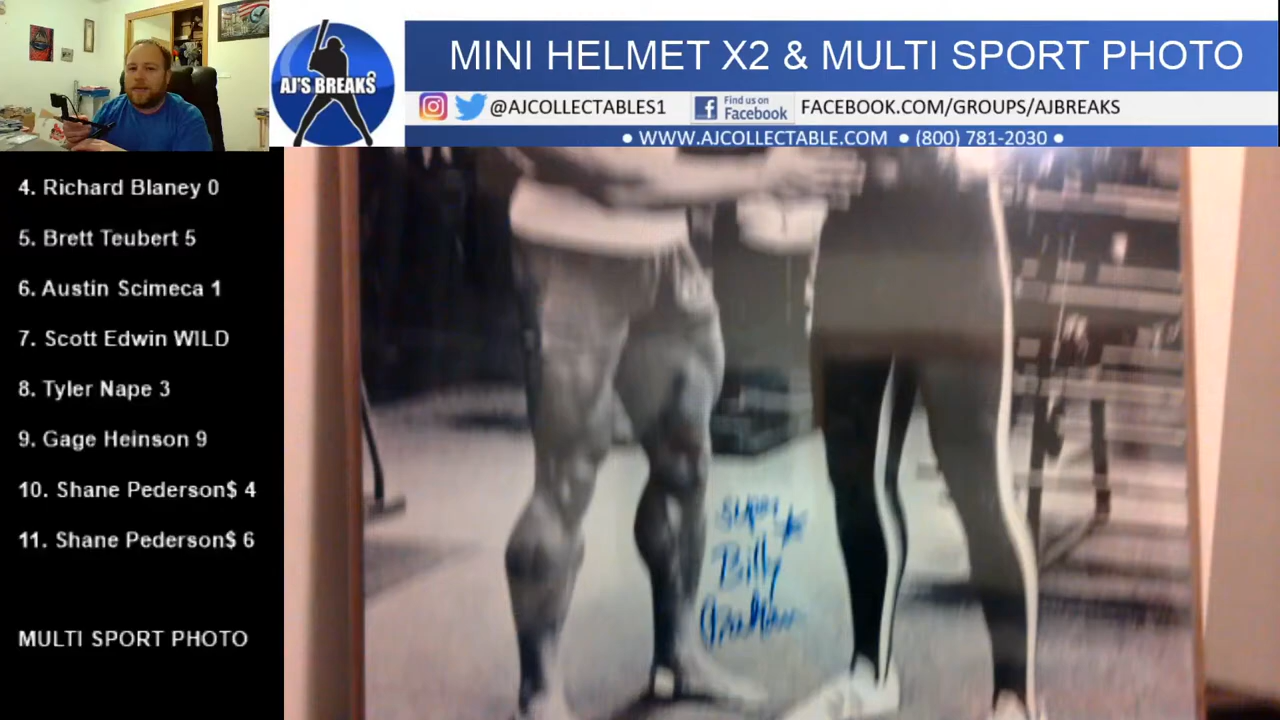 AJ'S BREAKS
MINI HELMET X2 & MULTI SPORT PHOTO
@AJCOLLECTABLES1 Find us on Facebook FACEBOOK.COM/GROUPS/AJBREAKS
● WWW.AJCOLLECTABLE.COM ● (800) 781-2030 ●
4. Richard Blaney 0
5. Brett Teubert 5
6. Austin Scimeca 1
7. Scott Edwin WILD
8. Tyler Nape 3
9. Gage Heinson 9
10. Shane Pederson$ 4
11. Shane Pederson$ 6
MULTI SPORT PHOTO
Billy